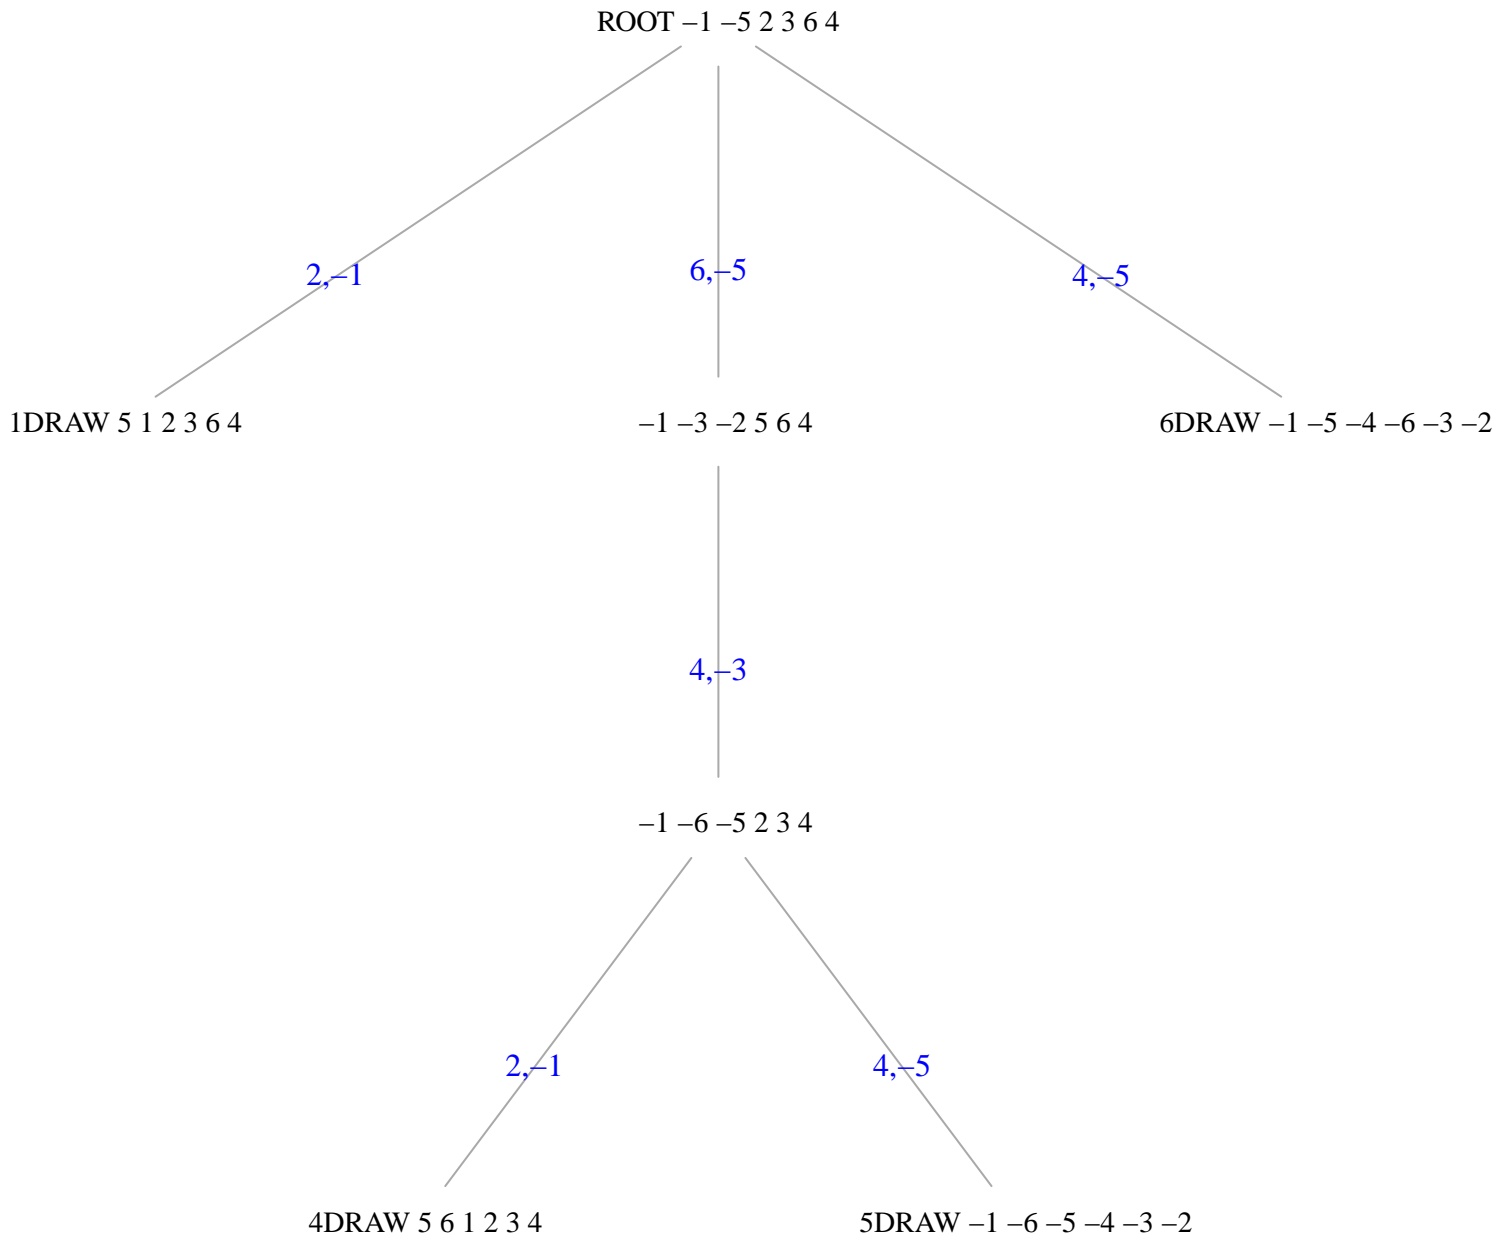 ROOT –1 –5 2 3 6 4
2,–1
6,–5
4,–5
1DRAW 5 1 2 3 6 4
–1 –3 –2 5 6 4
6DRAW –1 –5 –4 –6 –3 –2
4,–3
–1 –6 –5 2 3 4
2,–1
4,–5
4DRAW 5 6 1 2 3 4
5DRAW –1 –6 –5 –4 –3 –2